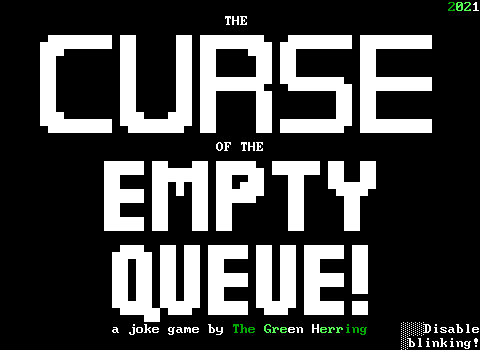 2021
THE
CURSE
OF THE
EMPTY
QUEUE!
a joke game by The Green Herring
Disable
blinking!